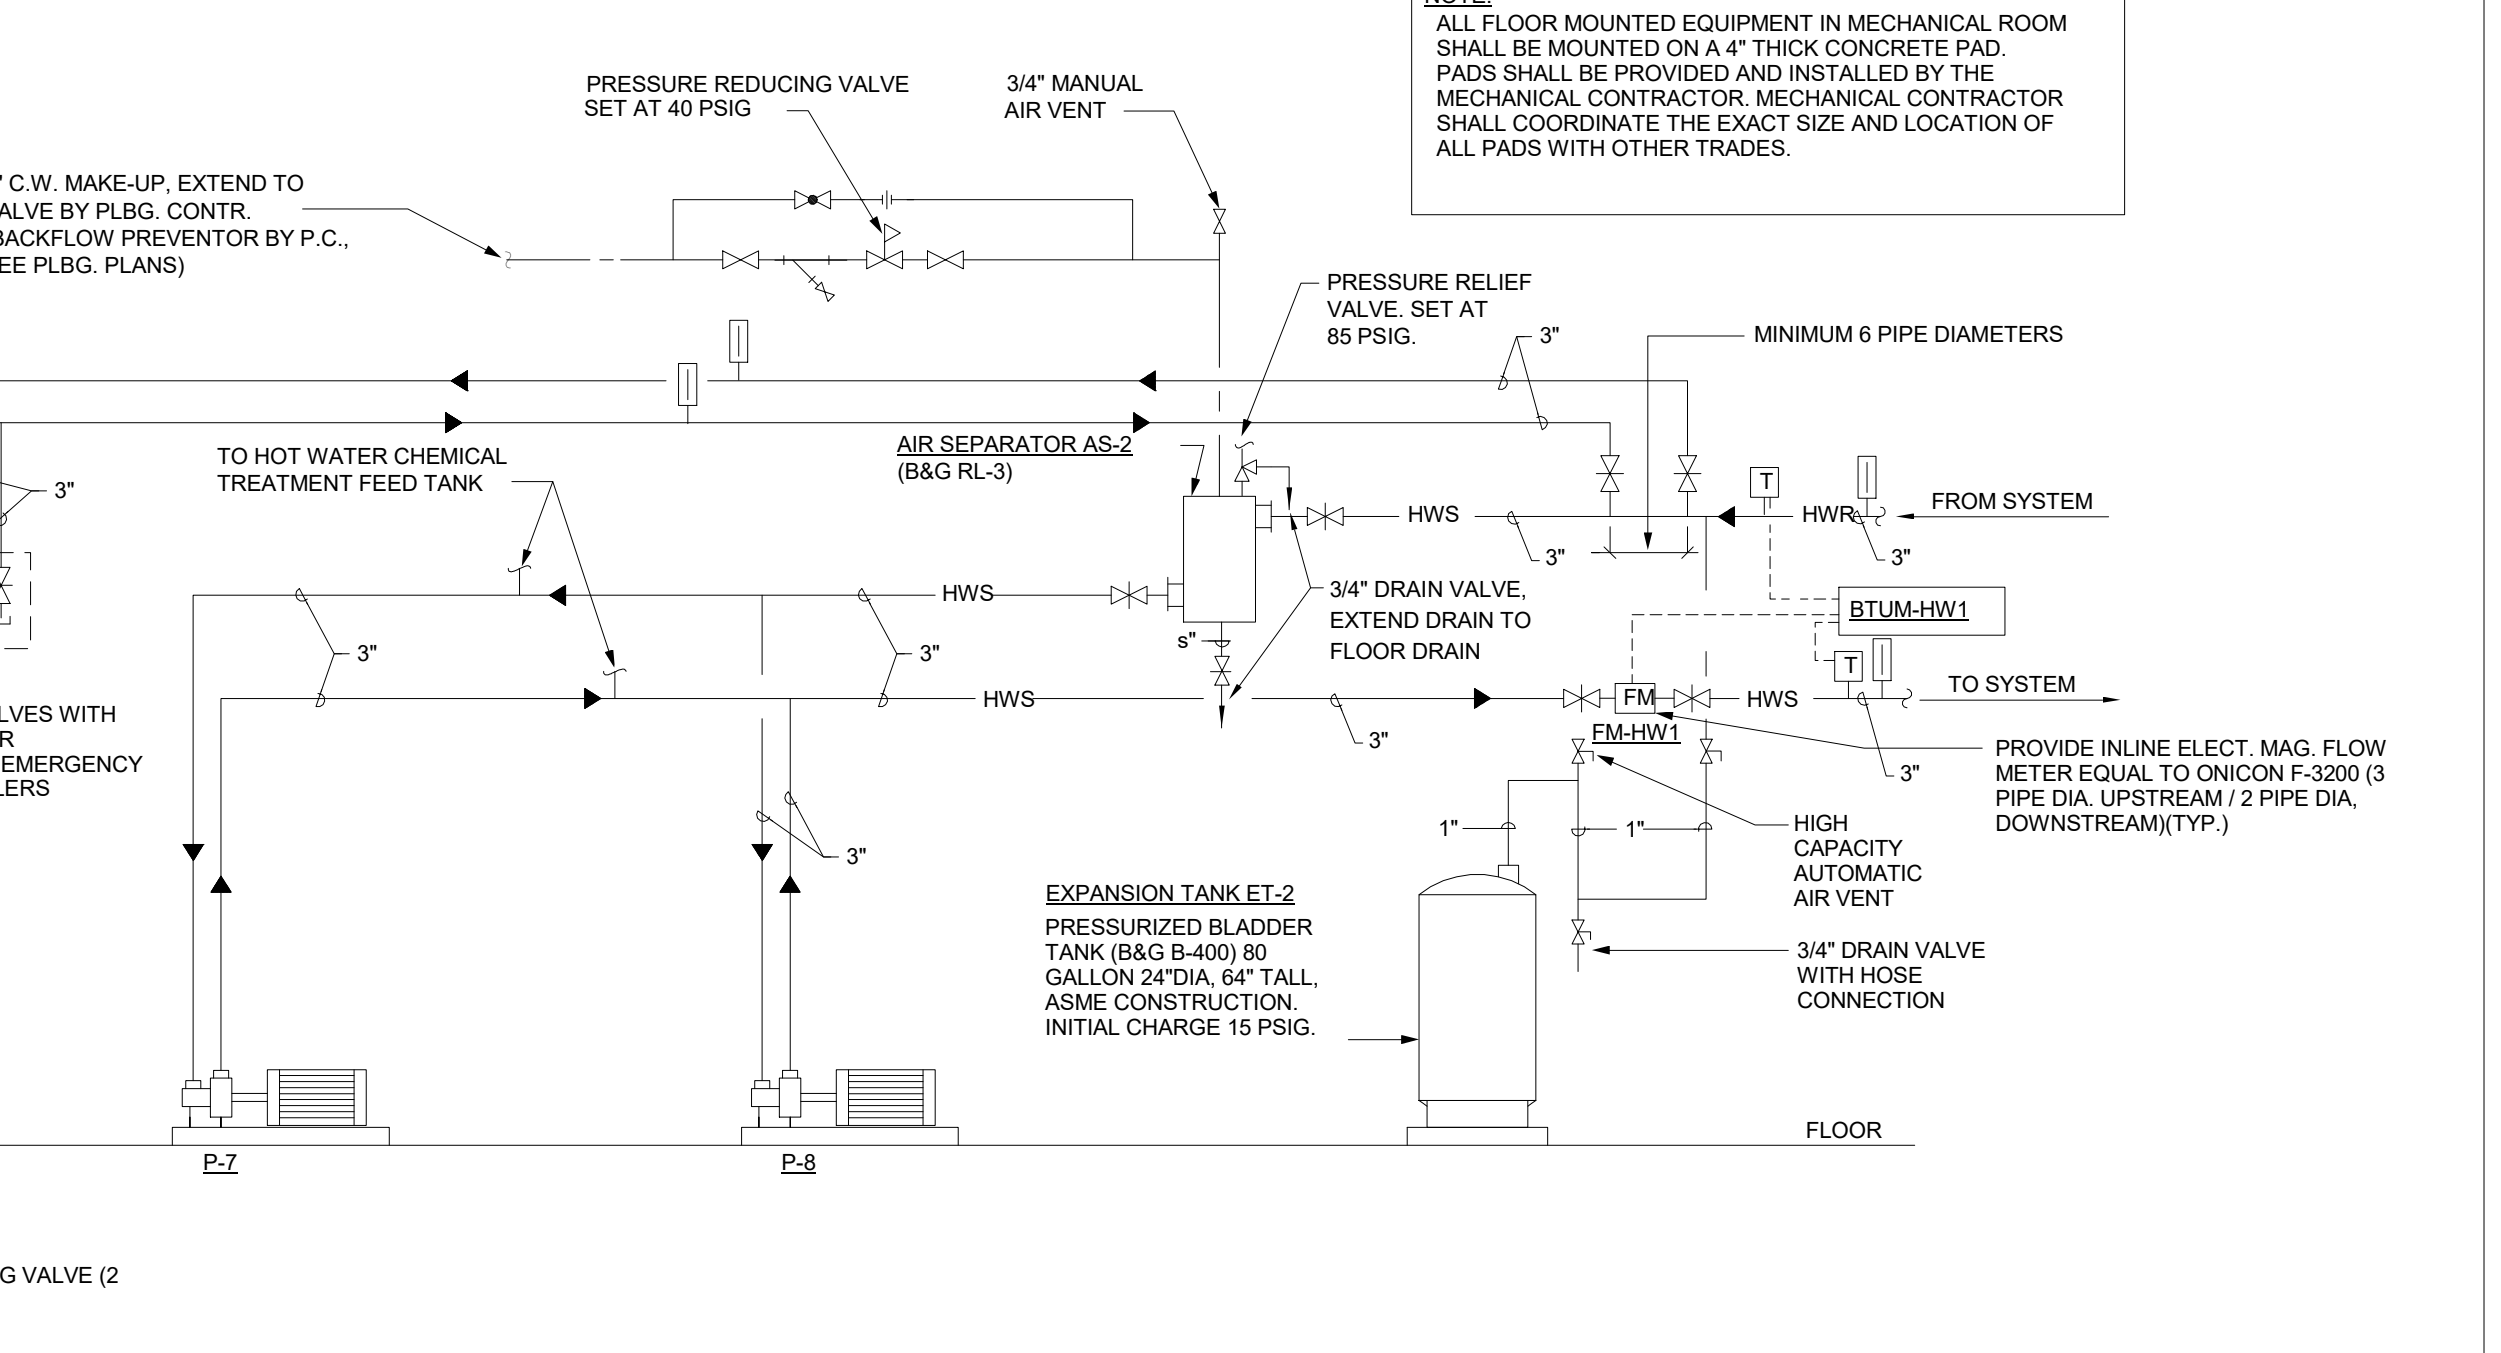 NOTE:
ALL FLOOR MOUNTED EQUIPMENT IN MECHANICAL ROOM
SHALL BE MOUNTED ON A 4" THICK CONCRETE PAD.
PADS SHALL BE PROVIDED AND INSTALLED BY THE
MECHANICAL CONTRACTOR. MECHANICAL CONTRACTOR
SHALL COORDINATE THE EXACT SIZE AND LOCATION OF
ALL PADS WITH OTHER TRADES.
PRESSURE REDUCING VALVE
SET AT 40 PSIG
3/4" MANUAL
AIR VENT
" C.W. MAKE-UP, EXTEND TO
ALVE BY PLBG. CONTR.
BACKFLOW PREVENTOR BY P.C.,
EE PLBG. PLANS)
PRESSURE RELIEF
VALVE. SET AT
85 PSIG.
3"
MINIMUM 6 PIPE DIAMETERS
TO HOT WATER CHEMICAL
TREATMENT FEED TANK
AIR SEPARATOR AS-2
(B&G RL-3)
3"
T
HWS
HWR
FROM SYSTEM
3"
3"
HWS
3/4" DRAIN VALVE,
EXTEND DRAIN TO
FLOOR DRAIN
BTUM-HW1
s"
3"
3"
T
HWS
FM
HWS
TO SYSTEM
FM-HW1
3"
3"
LVES WITH
R
EMERGENCY
LERS
PROVIDE INLINE ELECT. MAG. FLOW
METER EQUAL TO ONICON F-3200 (3
PIPE DIA. UPSTREAM / 2 PIPE DIA,
DOWNSTREAM)(TYP.)
3"
1"
1"
HIGH
CAPACITY
AUTOMATIC
AIR VENT
EXPANSION TANK ET-2
PRESSURIZED BLADDER
TANK (B&G B-400) 80
GALLON 24"DIA, 64" TALL,
ASME CONSTRUCTION.
INITIAL CHARGE 15 PSIG.
3/4" DRAIN VALVE
WITH HOSE
CONNECTION
FLOOR
P-7
P-8
G VALVE (2